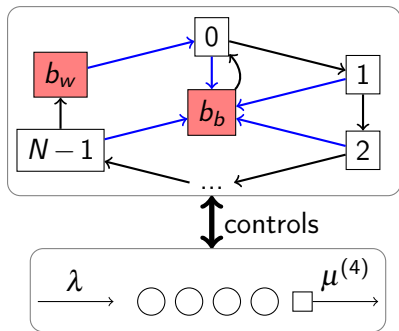 0
b_w
1
b_b
N − 1
2
...
controls
λ
μ^(4)